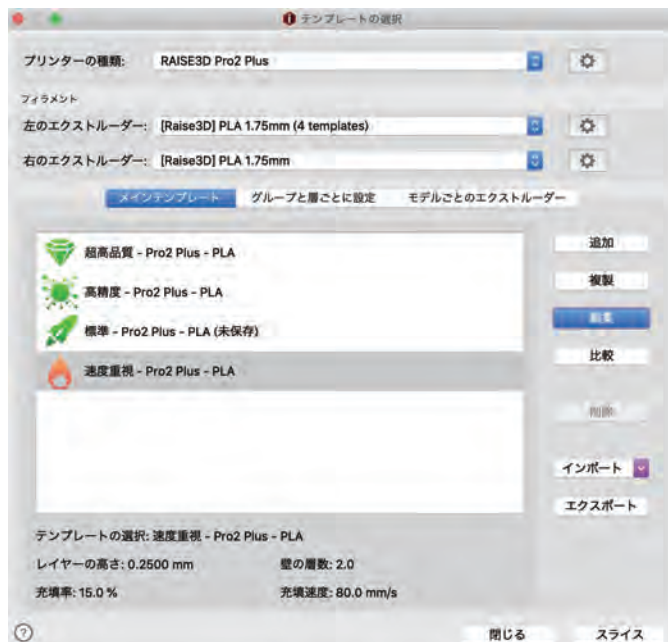 テンプレートの選択
プリンターの種類: RAISE3D Pro2 Plus
フィラメント
左のエクストルーダー: [Raise3D] PLA 1.75mm (4 templates)
右のエクストルーダー: [Raise3D] PLA 1.75mm
メインテンプレート グループと層ごとに設定 モデルごとのエクストルーダー
超高品質 - Pro2 Plus - PLA
高精度 - Pro2 Plus - PLA
標準 - Pro2 Plus - PLA (未保存)
速度重視 - Pro2 Plus - PLA
追加
複製
編集
比較
削除
インポート
エクスポート
テンプレートの選択: 速度重視 - Pro2 Plus - PLA
レイヤーの高さ: 0.2500 mm 壁の層数: 2.0
充填率: 15.0 % 充填速度: 80.0 mm/s
? 閉じる スライス